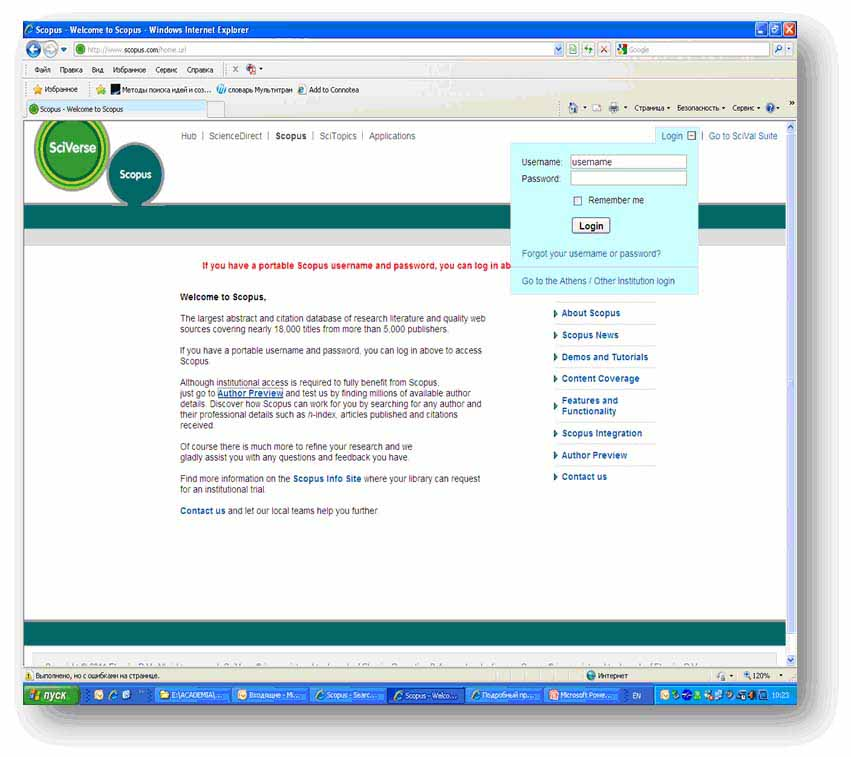 Scopus - Welcome to Scopus - Windows Internet Explorer
http://www.scopus.com/home.url
Google
Файл Правка Вид Избранное Сервис Справка
Избранное Методы поиска идей и соз... словарь Мультитран Add to Connotea
Scopus - Welcome to Scopus
Страница Безопасность Сервис
SciVerse
Scopus
Hub | ScienceDirect | Scopus | SciTopics | Applications
Login | Go to SciVal Suite
Username: username
Password:
Remember me
Login
Forgot your username or password?
Go to the Athens / Other Institution login
If you have a portable Scopus username and password, you can log in ab
Welcome to Scopus,
The largest abstract and citation database of research literature and quality web
sources covering nearly 18,000 titles from more than 5,000 publishers.
If you have a portable username and password, you can log in above to access
Scopus.
Although institutional access is required to fully benefit from Scopus,
just go to Author Preview and test us by finding millions of available author
details. Discover how Scopus can work for you by searching for any author and
their professional details such as h-Index, articles published and citations
received.
Of course there is much more to refine your research and we
gladly assist you with any questions and feedback you have.
Find more information on the Scopus Info Site where your library can request
for an institutional trial.
Contact us and let our local teams help you further.
About Scopus
Scopus News
Demos and Tutorials
Content Coverage
Features and
Functionality
Scopus Integration
Author Preview
Contact us
Выполнено, но с ошибками на странице.
Интернет
120%
пуск
E:\ACADEMIA\...
Входящие - Mi...
Scopus - Searc...
Scopus - Welco...
Подробный пр...
Microsoft Powe...
EN
10:23